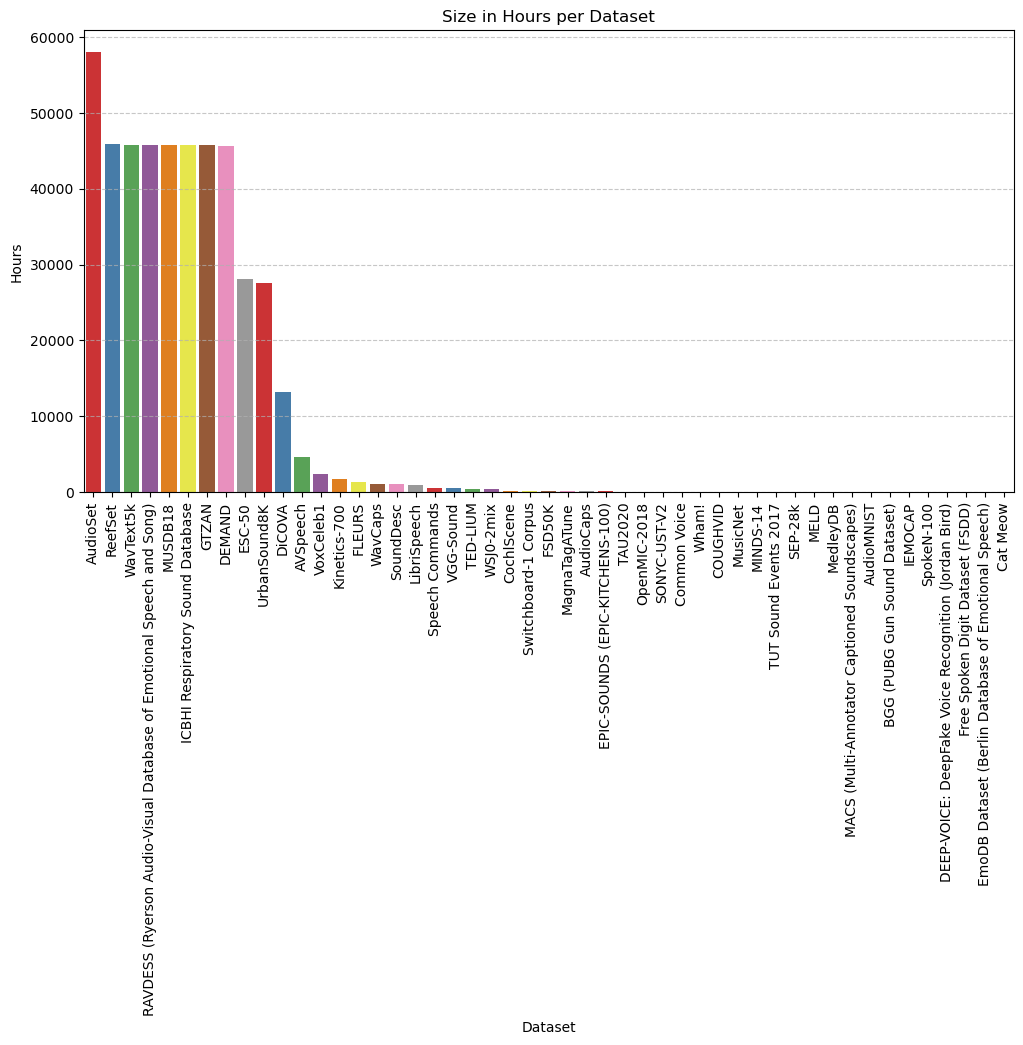 Size in Hours per Dataset
60000
50000
40000
30000
20000
10000
0
Hours
AudioSet
ReefSet
WavText5k
RAVDESS (Ryerson Audio-Visual Database of Emotional Speech and Song)
MUSDB18
ICBHI Respiratory Sound Database
GTZAN
DEMAND
ESC-50
UrbanSound8K
DiCOVA
AVSpeech
VoxCeleb1
Kinetics-700
FLEURS
WavCaps
SoundDesc
LibriSpeech
Speech Commands
VGG-Sound
TED-LIUM
WSJ0-2mix
CochlScene
Switchboard-1 Corpus
FSD50K
MagnaTagATune
AudioCaps
EPIC-SOUNDS (EPIC-KITCHENS-100)
TAU2020
OpenMIC-2018
SONYC-UST-V2
Common Voice
Wham!
COUGHVID
MusicNet
MINDS-14
TUT Sound Events 2017
SEP-28k
MELD
MedleyDB
MACS (Multi-Annotator Captioned Soundscapes)
AudioMNIST
BGG (PUBG Gun Sound Dataset)
IEMOCAP
SpokeN-100
DEEP-VOICE: DeepFake Voice Recognition (Jordan Bird)
Free Spoken Digit Dataset (FSDD)
EmoDB Dataset (Berlin Database of Emotional Speech)
Cat Meow
Dataset